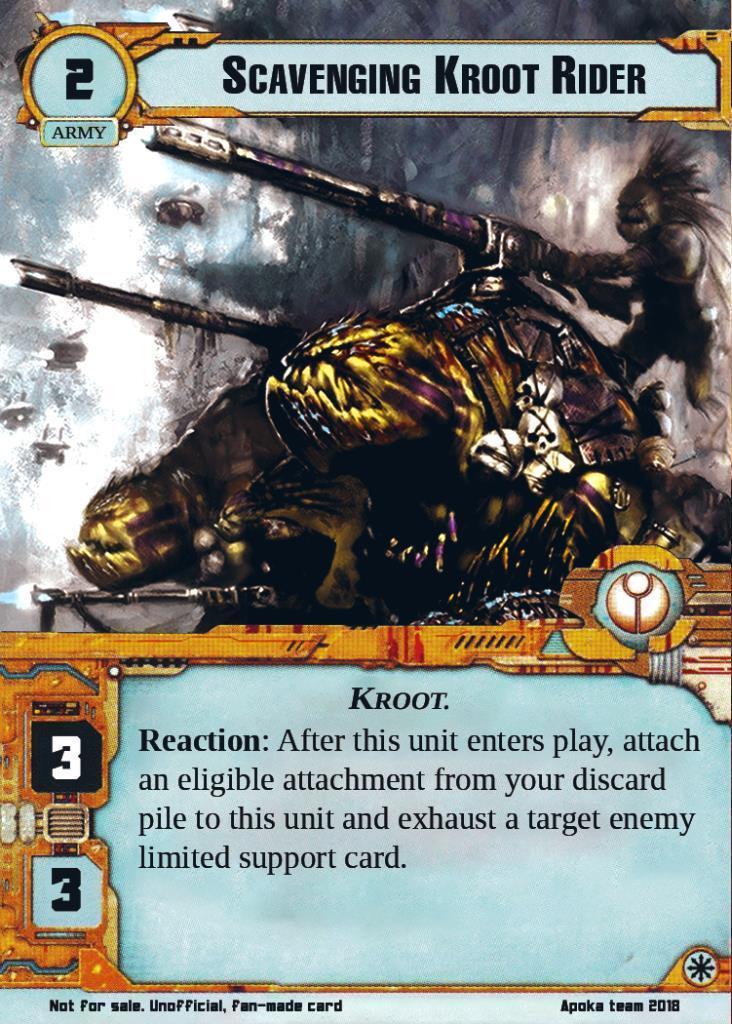 2
ARMY
Scavenging Kroot Rider
Kroot.
3
Reaction: After this unit enters play, attach
an eligible attachment from your discard
pile to this unit and exhaust a target enemy
limited support card.
3
Not for sale. Unofficial, fan-made card
Apoka team 2018